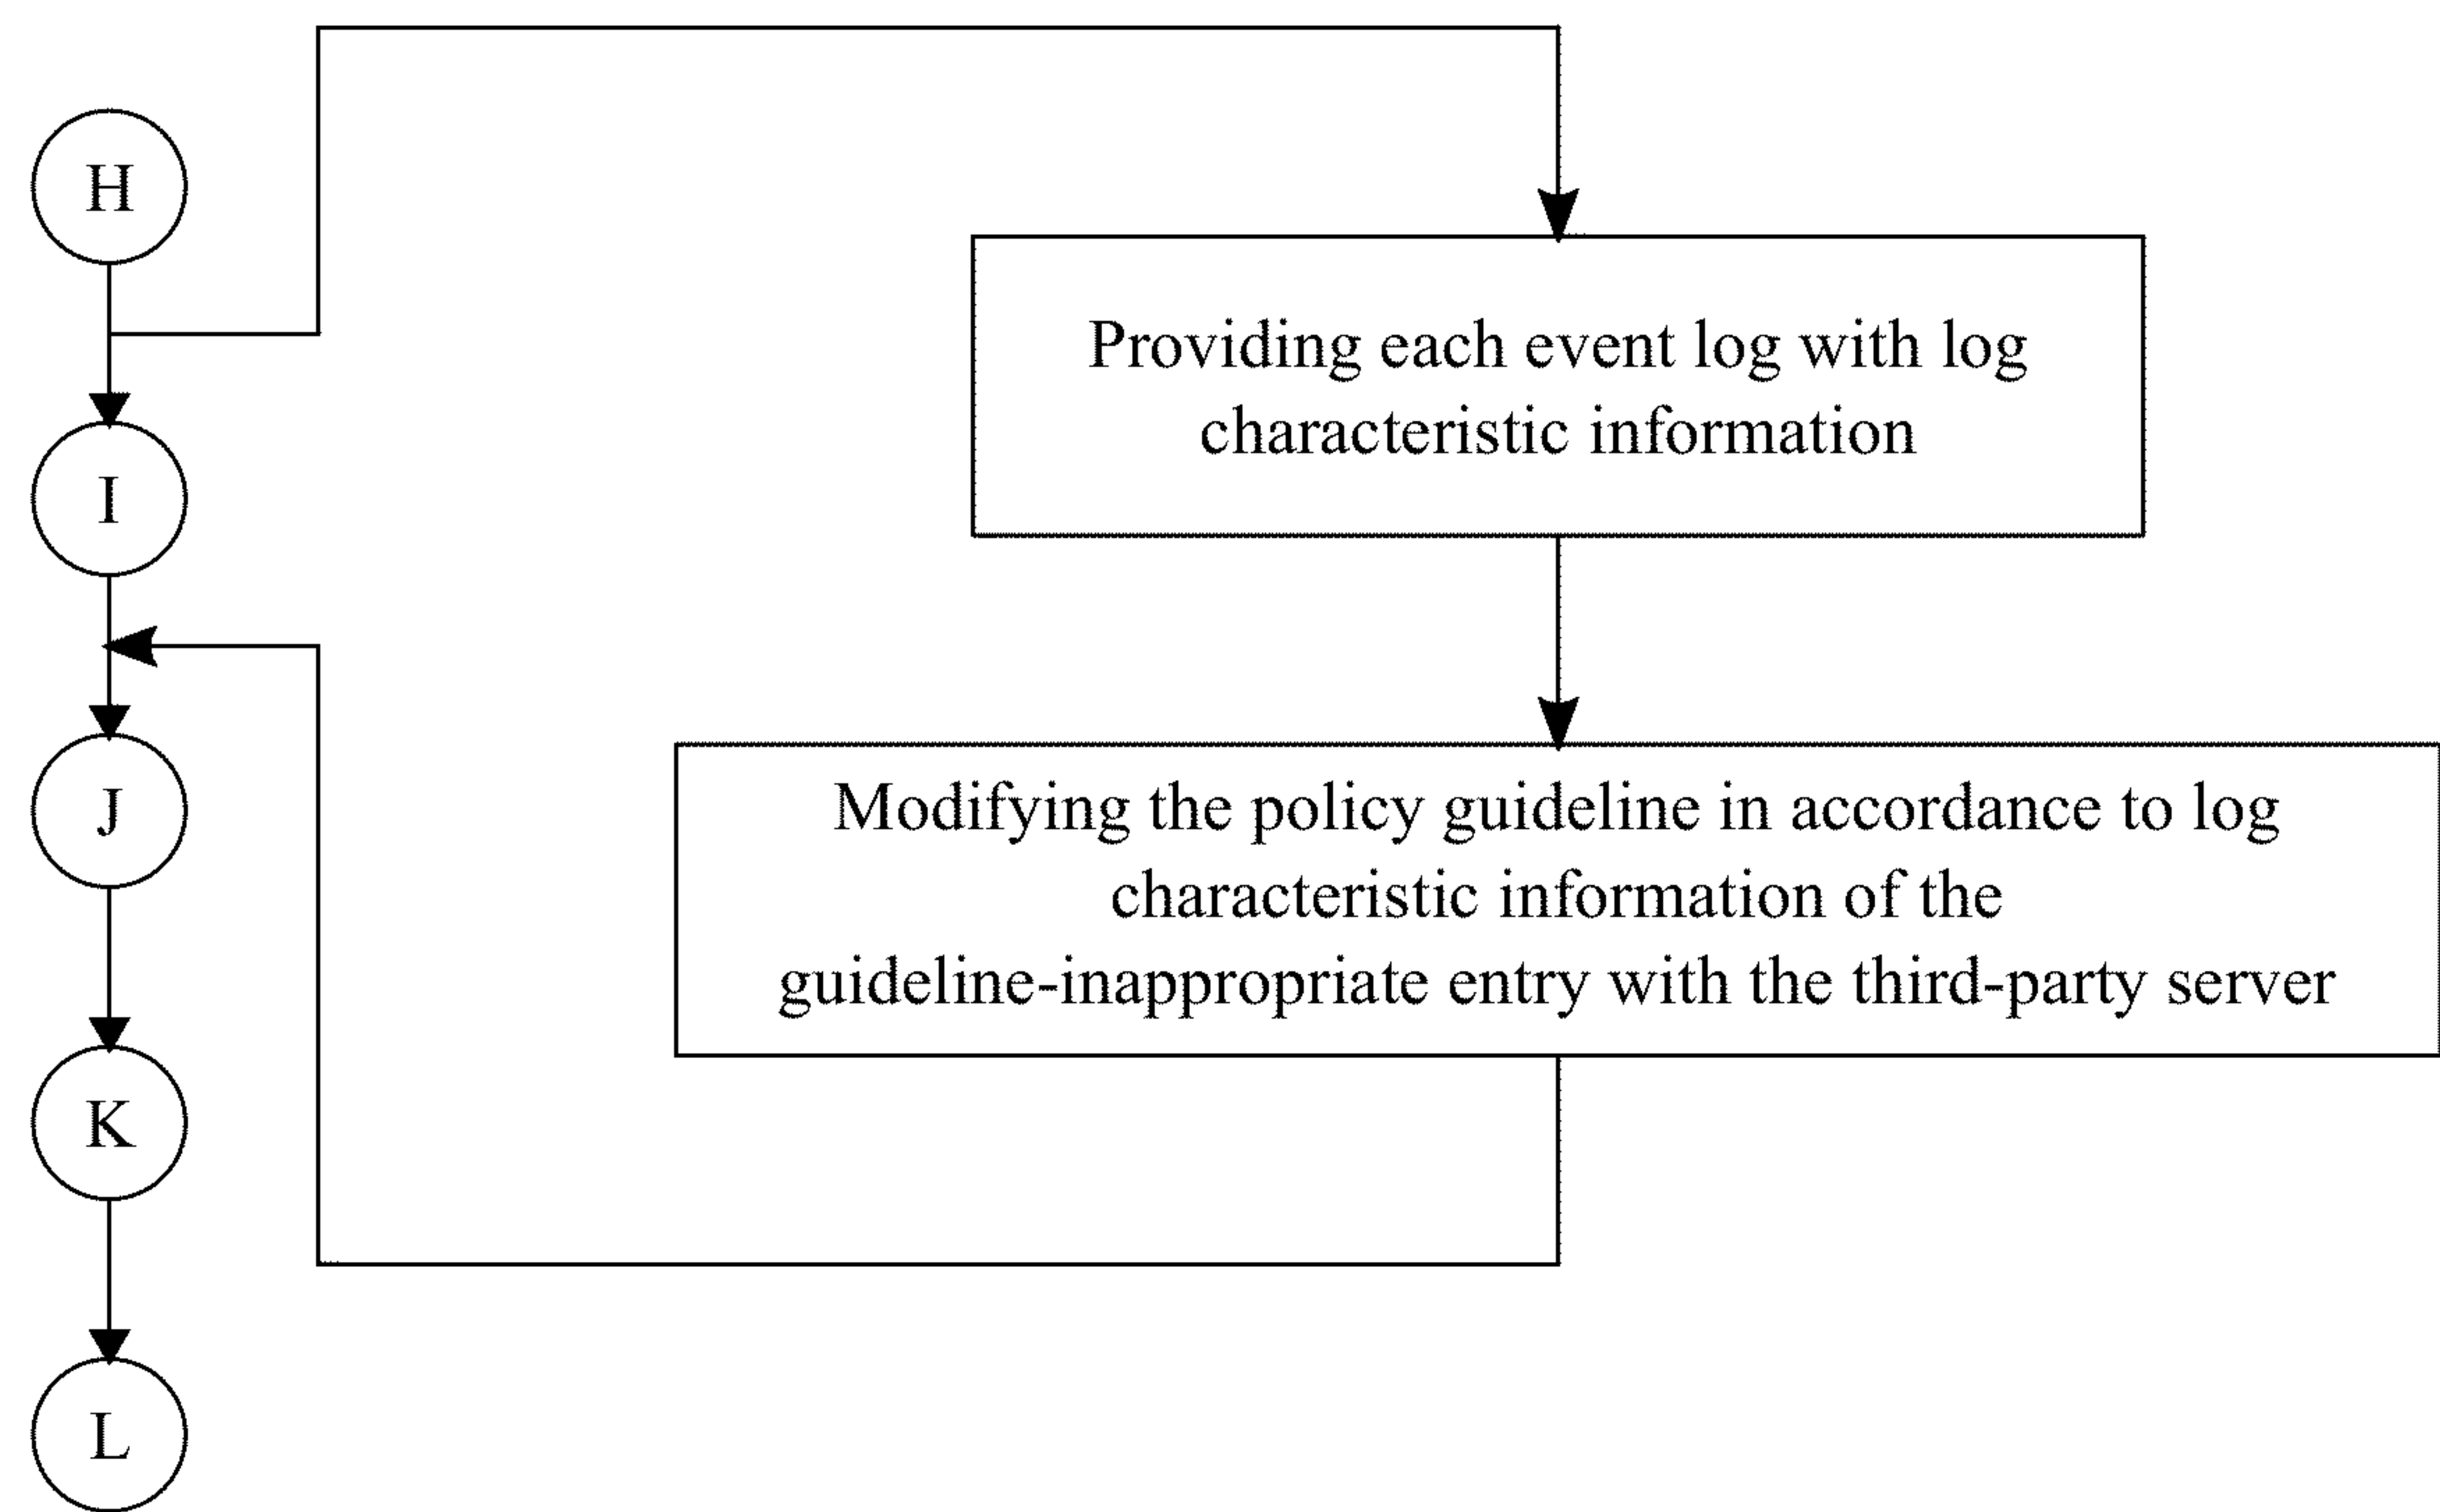 H
I
J
K
L
Providing each event log with log
characteristic information
Modifying the policy guideline in accordance to log
characteristic information of the
guideline-inappropriate entry with the third-party server